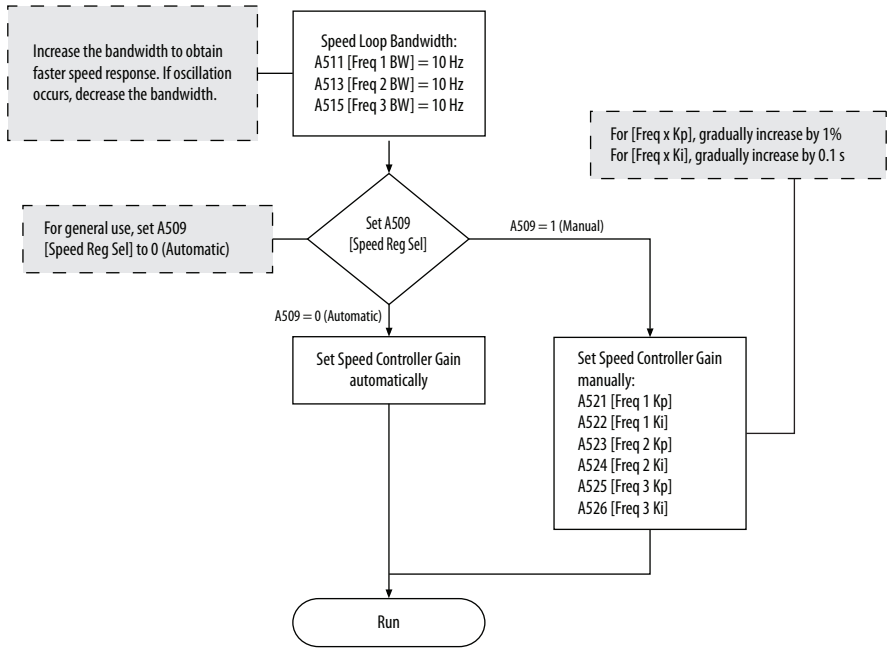 Increase the bandwidth to obtain
faster speed response. If oscillation
occurs, decrease the bandwidth.
Speed Loop Bandwidth:
A511 [Freq 1 BW] = 10 Hz
A513 [Freq 2 BW] = 10 Hz
A515 [Freq 3 BW] = 10 Hz
For [Freq x Kp], gradually increase by 1%
For [Freq x Ki], gradually increase by 0.1 s
For general use, set A509
[Speed Reg Sel] to 0 (Automatic)
Set A509
[Speed Reg Sel]
A509 = 1 (Manual)
A509 = 0 (Automatic)
Set Speed Controller Gain
automatically
Set Speed Controller Gain
manually:
A521 [Freq 1 Kp]
A522 [Freq 1 Ki]
A523 [Freq 2 Kp]
A524 [Freq 2 Ki]
A525 [Freq 3 Kp]
A526 [Freq 3 Ki]
Run